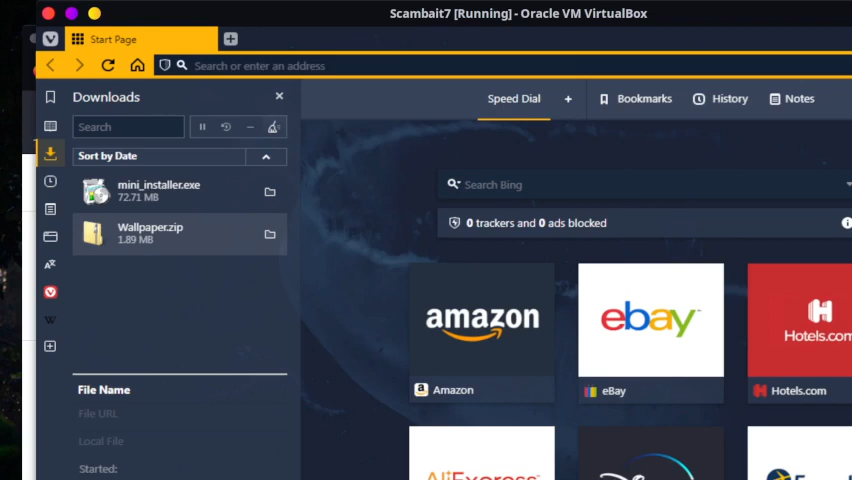 Scambait7 [Running] - Oracle VM VirtualBox
Start Page
Search or enter an address
Downloads
Search
Sort by Date
mini_installer.exe
72.71 MB
Wallpaper.zip
1.89 MB
File Name
File URL
Local File
Started:
Speed Dial
Bookmarks
History
Notes
Search Bing
0 trackers and 0 ads blocked
amazon
Amazon
ebay
eBay
Hotels.com
Hotels.com
AliExpress
W